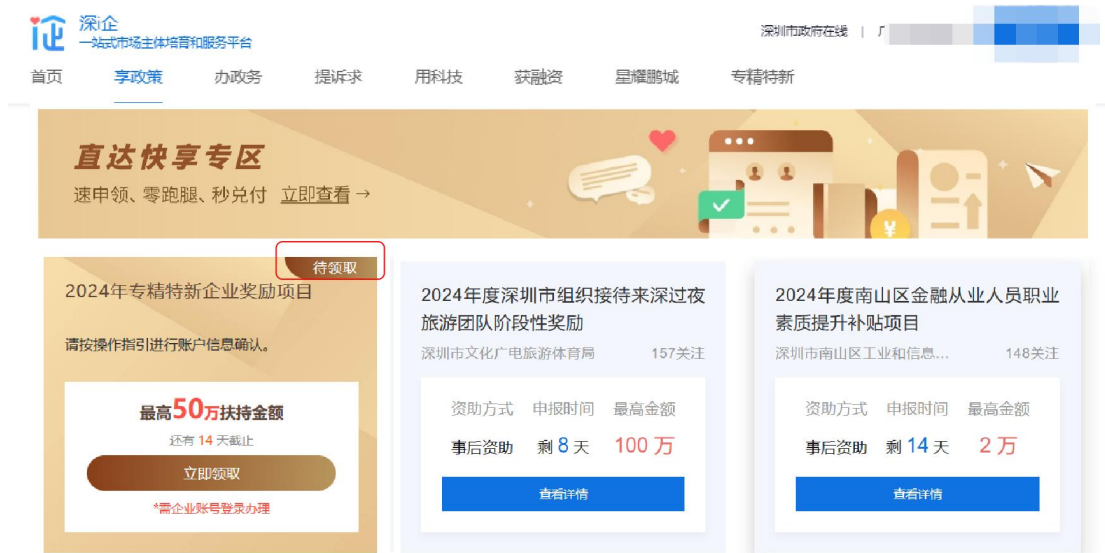 深i企
一站式市场主体培育和服务平台
深圳市政府在线 |
首页 享政策 办政务 提诉求 用科技 获融资 星耀鹏城 专精特新
直达快享专区
速申领、零跑腿、秒兑付 立即查看→
待领取
2024年专精特新企业奖励项目
请按操作指引进行账户信息确认。
最高50万扶持金额
还有 14 天截止
立即领取
*需企业账号登录办理
2024年度深圳市组织接待来深过夜
旅游团队阶段性奖励
深圳市文化广电旅游体育局 157关注
资助方式 申报时间 最高金额
事后资助 剩 8 天 100 万
查看详情
2024年度南山区金融从业人员职业
素质提升补贴项目
深圳市南山区工业和信息... 148关注
资助方式 申报时间 最高金额
事后资助 剩 14 天 2 万
查看详情